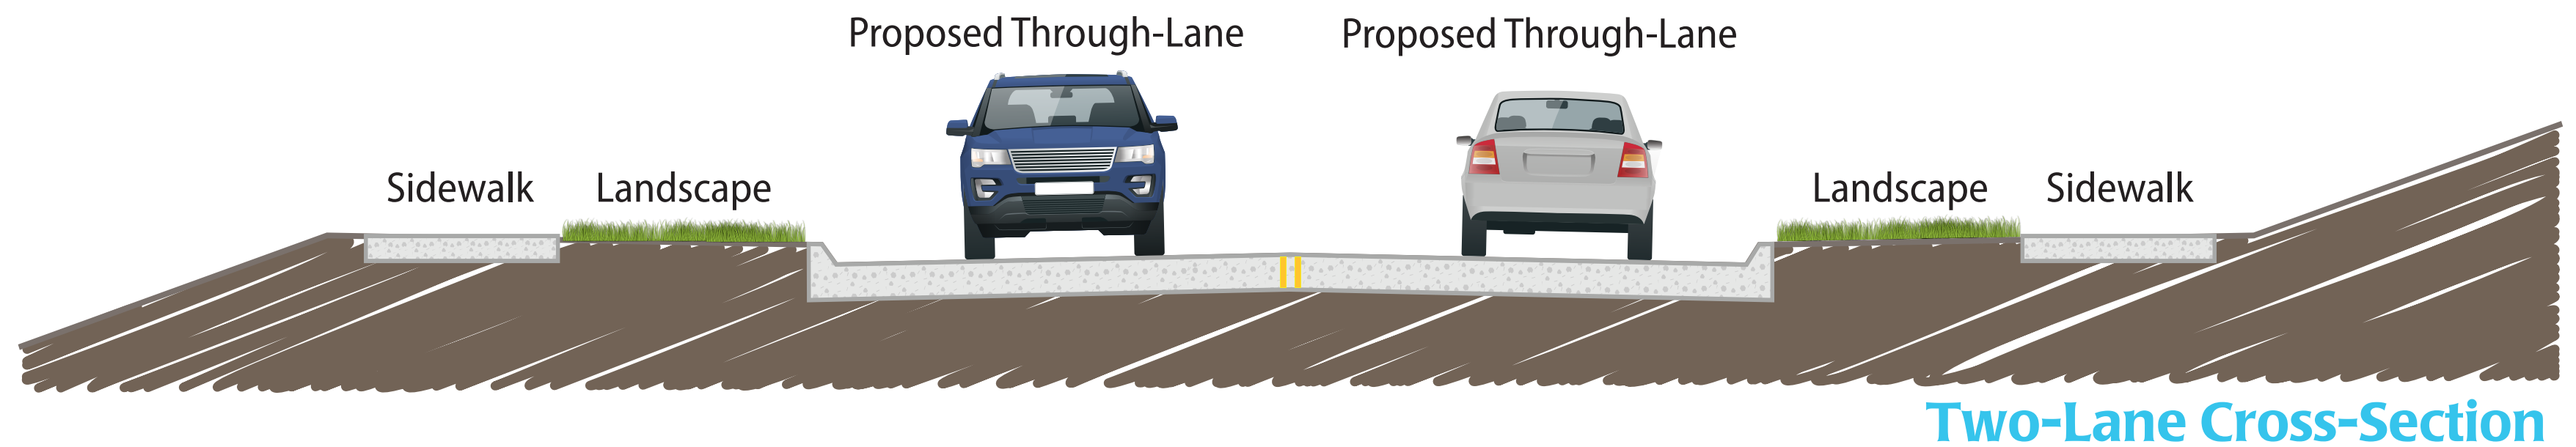 Proposed Through-Lane
Proposed Through-Lane
Sidewalk
Landscape
Landscape
Sidewalk
Two-Lane Cross-Section